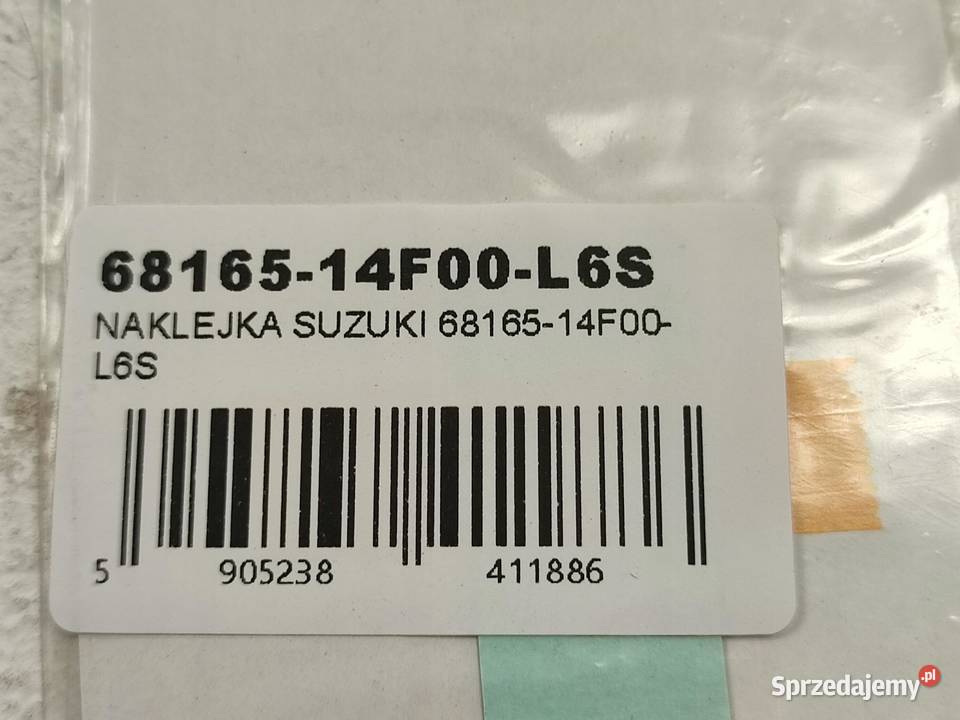 68165-14F00-L6S
NAKLEJKA SUZUKI 68165-14F00-
L6S
5 905238 411886
Sprzedajemy.pl